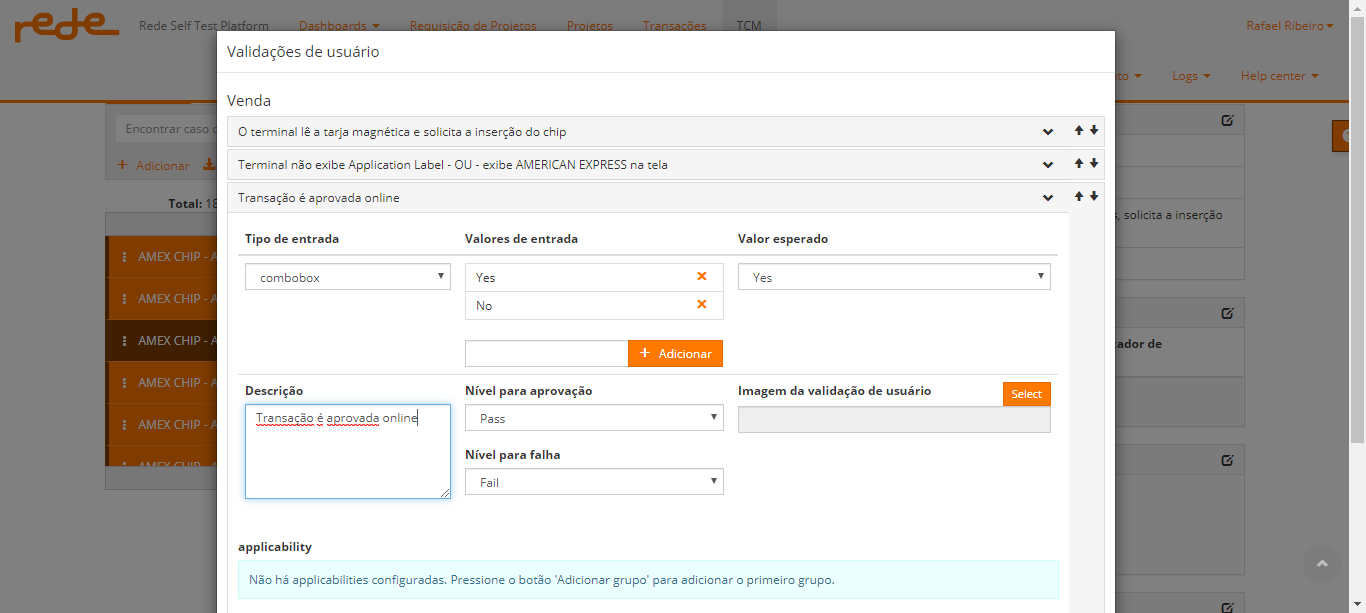 rede
Rede Self Test Platform Dashboards Requisição de Projetos Projetos Transações TCM Rafael Ribeiro
Validações de usuário
Logs Help center
Venda
Encontrar caso
O terminal lê a tarja magnética e solicita a inserção do chip
Adicionar
Terminal não exibe Application Label - OU - exibe AMERICAN EXPRESS na tela
Total: 18
Transação é aprovada online
, solicita a inserção
Tipo de entrada Valores de entrada Valor esperado
AMEX CHIP -
combobox Yes Yes
AMEX CHIP -
No
AMEX CHIP -
Adicionar
AMEX CHIP -
Descrição Nível para aprovação Imagem da validação de usuário Select
Transação é aprovada online Pass
AMEX CHIP -
Nível para falha
AMEX CHIP
Fail
applicability
Não há applicabilities configuradas. Pressione o botão 'Adicionar grupo' para adicionar o primeiro grupo.